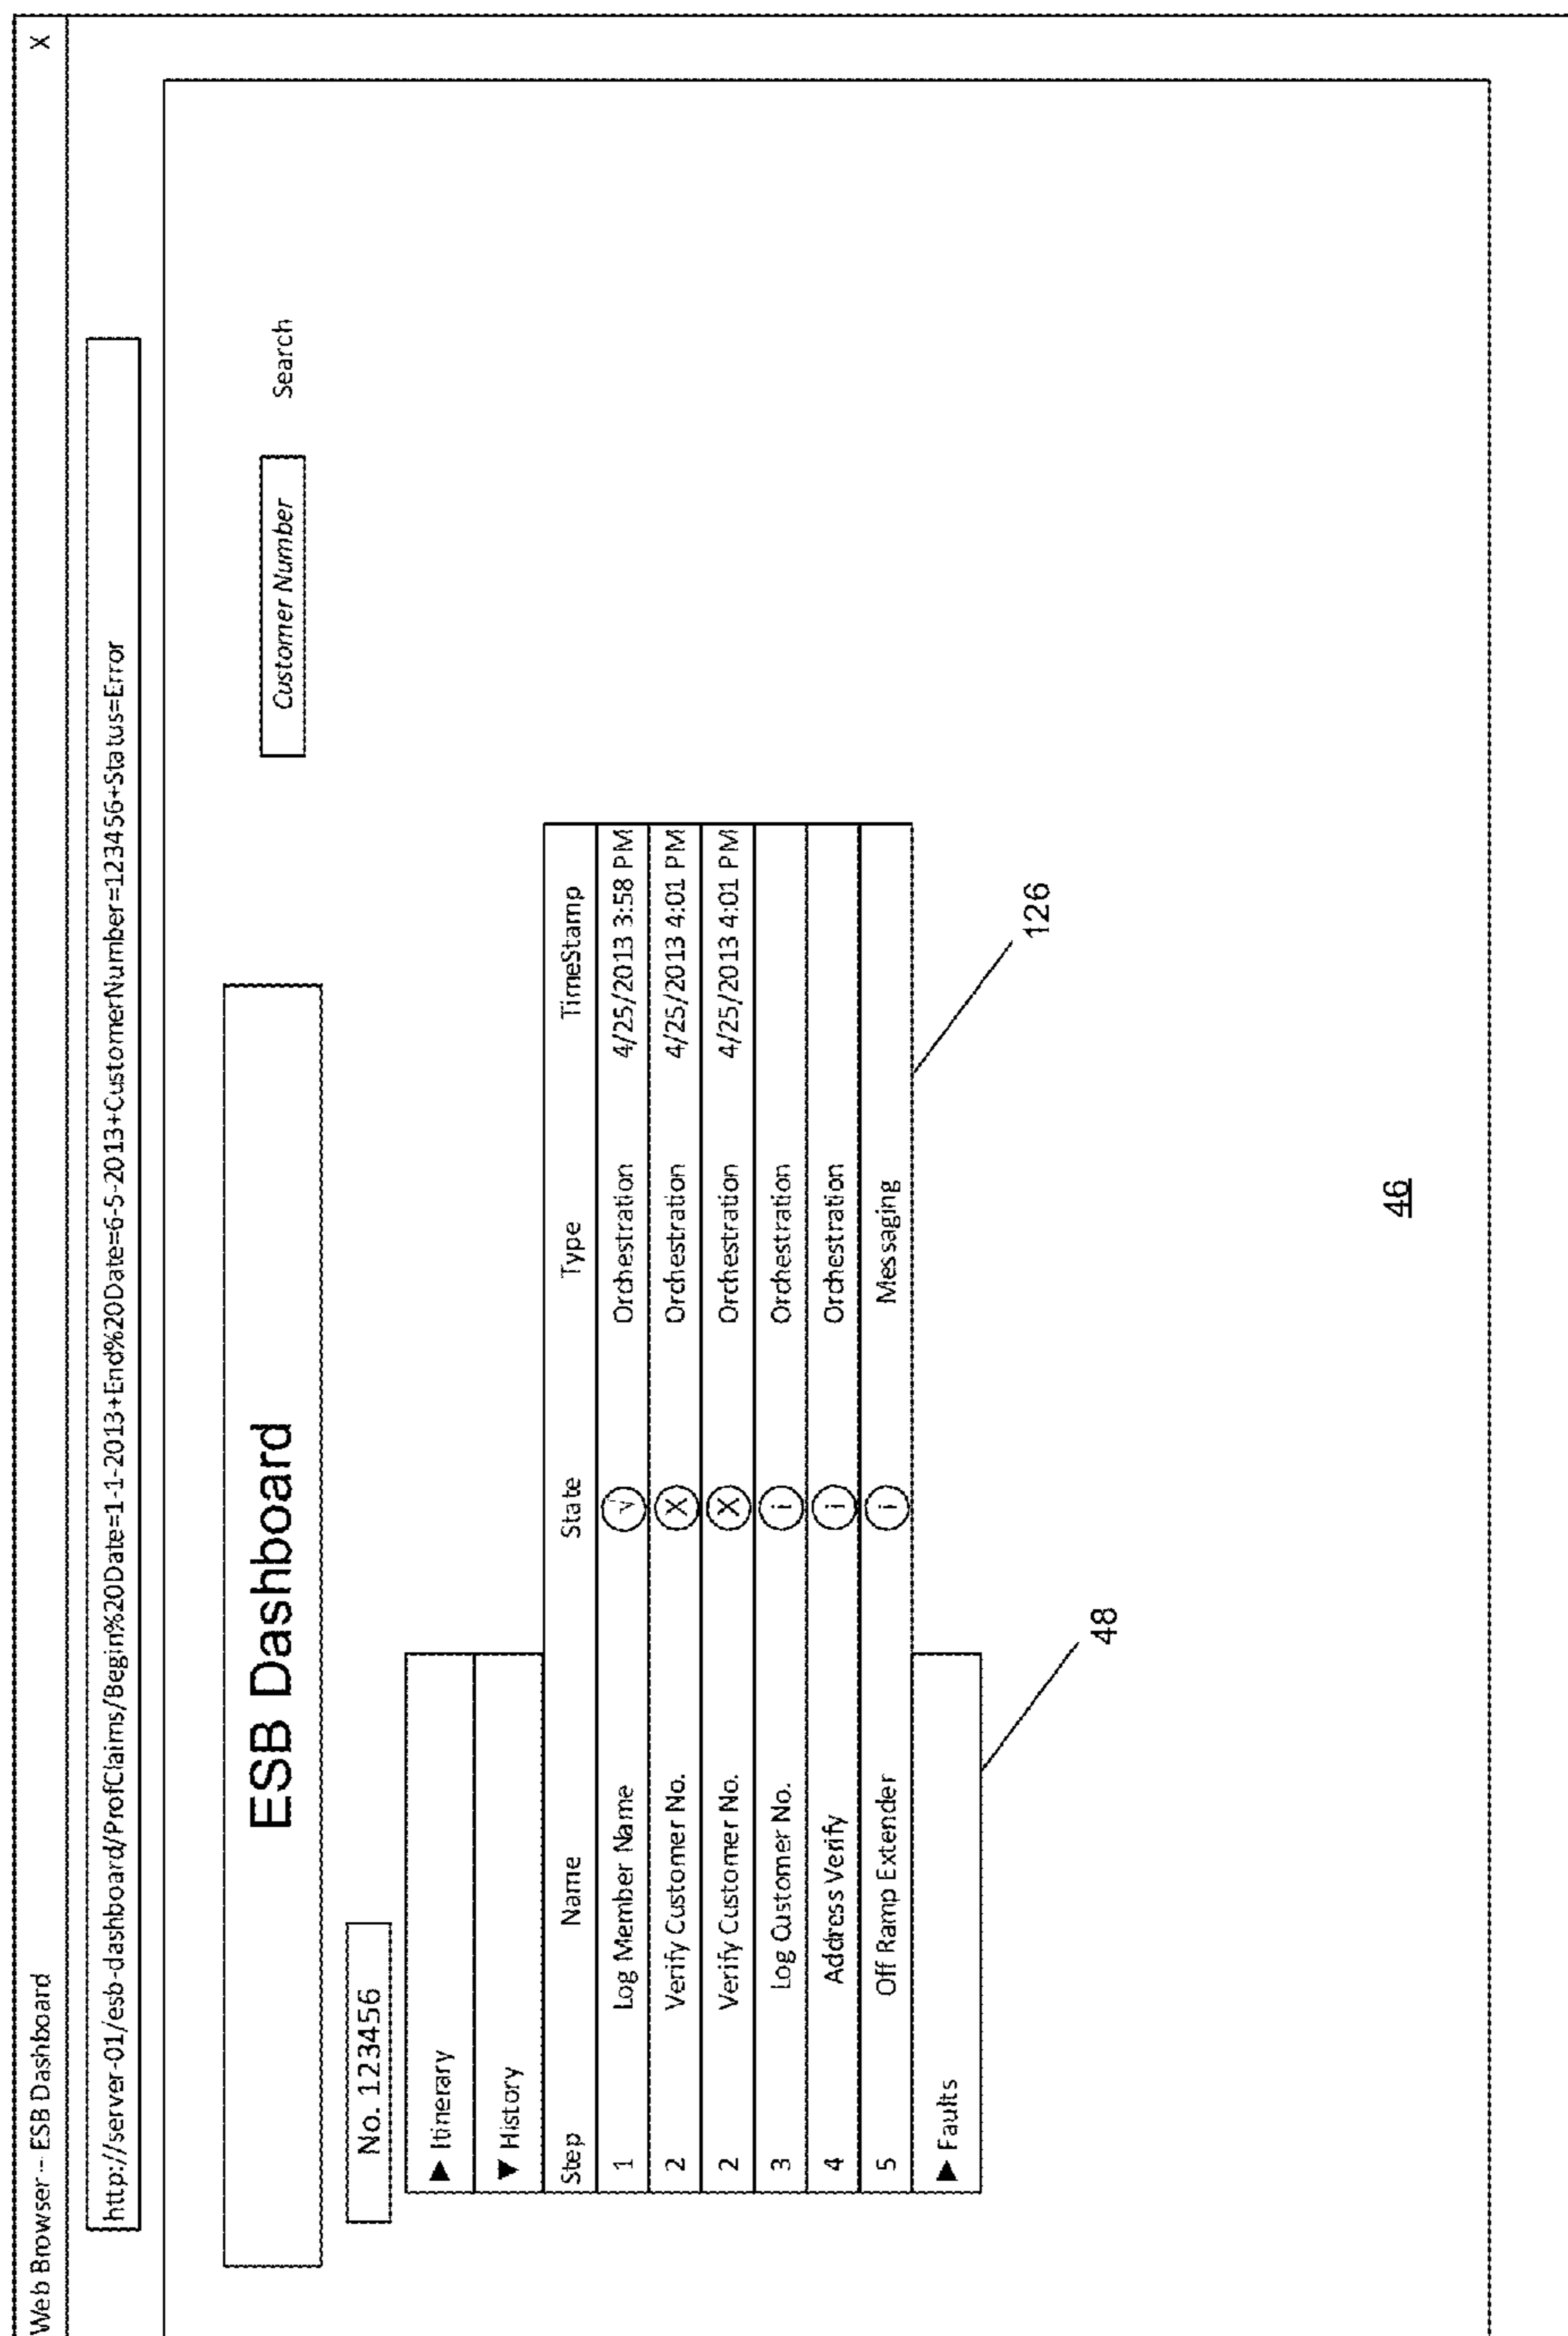 Web Browser -- ESB Dashboard X
http://server-01/esb-dashboard/ProfClaims/Begin%20Date=1-1-2013+End%20Date=6-5-2013+CustomerNumber=123456+Status=Error
ESB Dashboard
Customer Number Search
No. 123456
▶ Itinerary
▼ History
Step Name State Type TimeStamp
1 Log Member Name √ Orchestration 4/25/2013 3:58 PM
2 Verify Customer No. X Orchestration 4/25/2013 4:01 PM
2 Verify Customer No. X Orchestration 4/25/2013 4:01 PM
3 Log Customer No. i Orchestration
4 Address Verify i Orchestration
5 Off Ramp Extender i Messaging
▶ Faults
126
48
46